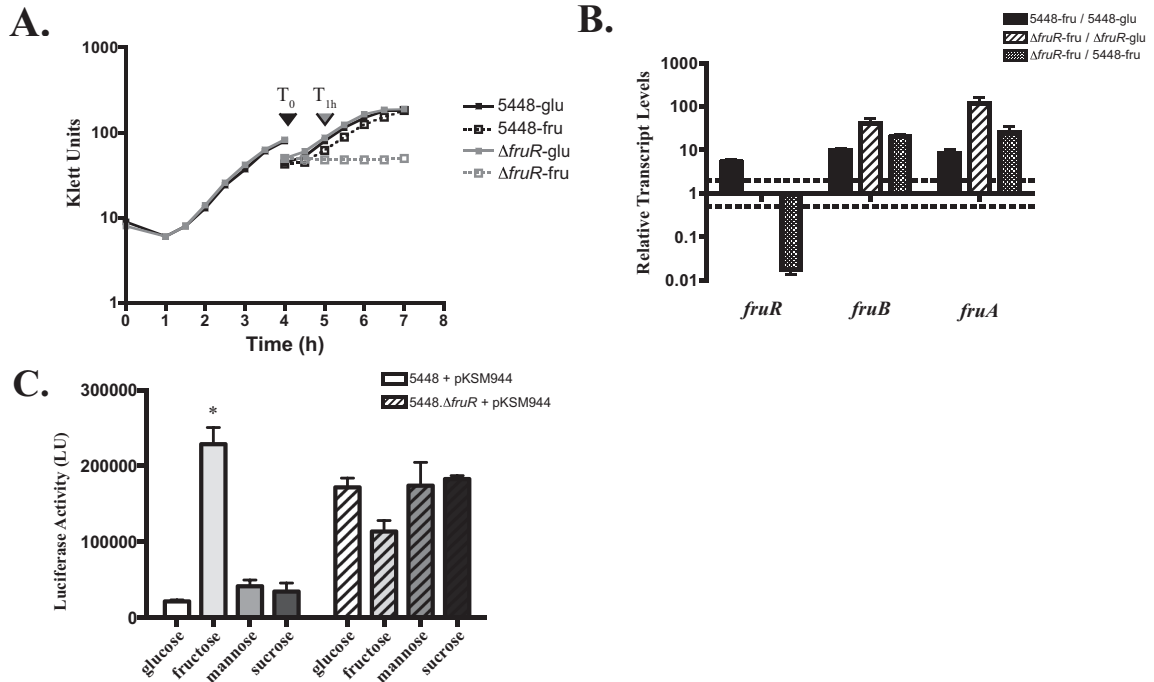 A.
1000
100
10
1
Klett Units
T0
T1h
0
1
2
3
4
5
6
7
8
Time (h)
5448-glu
5448-fru
ΔfruR-glu
ΔfruR-fru
B.
5448-fru / 5448-glu
ΔfruR-fru / ΔfruR-glu
ΔfruR-fru / 5448-fru
1000
100
10
1
0.1
0.01
Relative Transcript Levels
fruR
fruB
fruA
C.
5448 + pKSM944
5448.ΔfruR + pKSM944
300000
200000
100000
0
Luciferase Activity (LU)
*
glucose
fructose
mannose
sucrose
glucose
fructose
mannose
sucrose